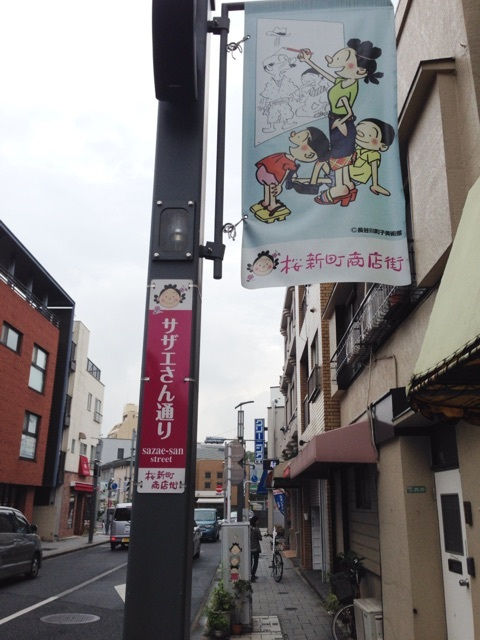 ©長谷川町子美術館
桜新町商店街
サザエさん通り
sazae-san
street
桜新町商店街